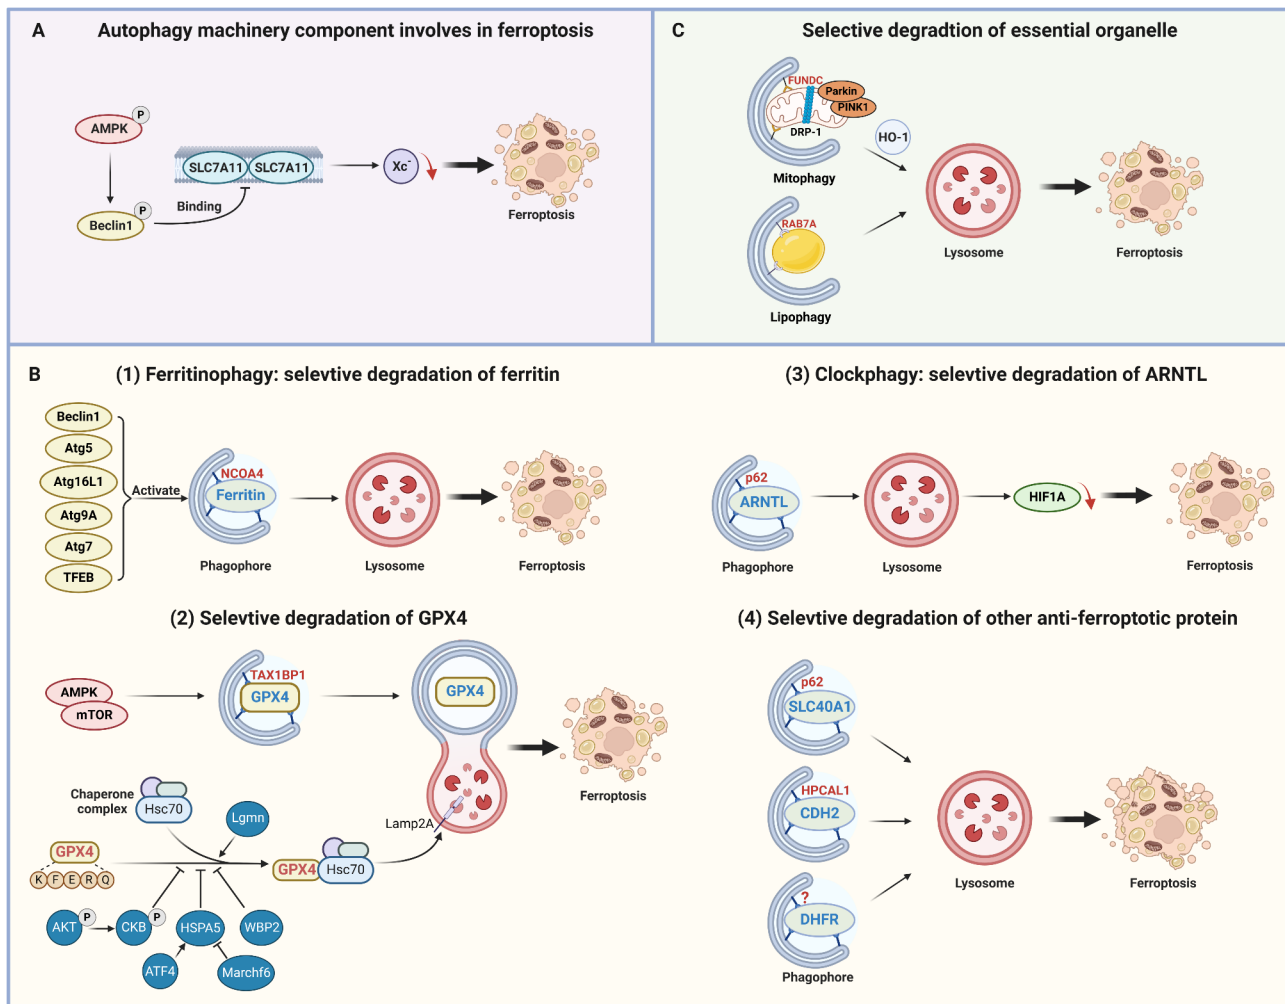 A
Autophagy machinery component involves in ferroptosis
P
AMPK
SLC7A11
SLC7A11
Xc-
P
Beclin1
Binding
Ferroptosis
C
Selective degradtion of essential organelle
FUNDC
Parkin
PINK1
DRP-1
HO-1
Mitophagy
RAB7A
Lysosome
Ferroptosis
Lipophagy
B
(1) Ferritinophagy: selevtive degradation of ferritin
Beclin1
Atg5
Atg16L1
Atg9A
Atg7
TFEB
Activate
NCOA4
Ferritin
Phagophore
Lysosome
Ferroptosis
(3) Clockphagy: selevtive degradation of ARNTL
p62
ARNTL
HIF1A
Phagophore
Lysosome
Ferroptosis
(2) Selevtive degradation of GPX4
AMPK
mTOR
TAX1BP1
GPX4
GPX4
Ferroptosis
Chaperone
complex
Hsc70
Lgmn
Lamp2A
GPX4
K F E R Q
GPX4
Hsc70
AKT
P
CKB
P
HSPA5
WBP2
ATF4
Marchf6
(4) Selevtive degradation of other anti-ferroptotic protein
p62
SLC40A1
HPCAL1
CDH2
?
DHFR
Phagophore
Lysosome
Ferroptosis